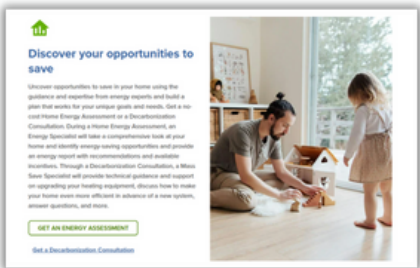 Discover your opportunities to
save
Uncover opportunities to save in your home using the
guidance and expertise from energy experts and build a
plan that works for your unique goals and needs. Get a no-
cost Home Energy Assessment or a Decarbonization
Consultation. During a Home Energy Assessment, an
Energy Specialist will take a comprehensive look at your
home and identify energy-saving opportunities and provide
an energy report with recommendations and available
incentives. Through a Decarbonization Consultation, a Mass
Save Specialist will provide technical guidance and support
on upgrading your heating equipment, discuss how to make
your home even more efficient in advance of a new system,
answer questions, and more.
GET AN ENERGY ASSESSMENT
Get a Decarbonization Consultation